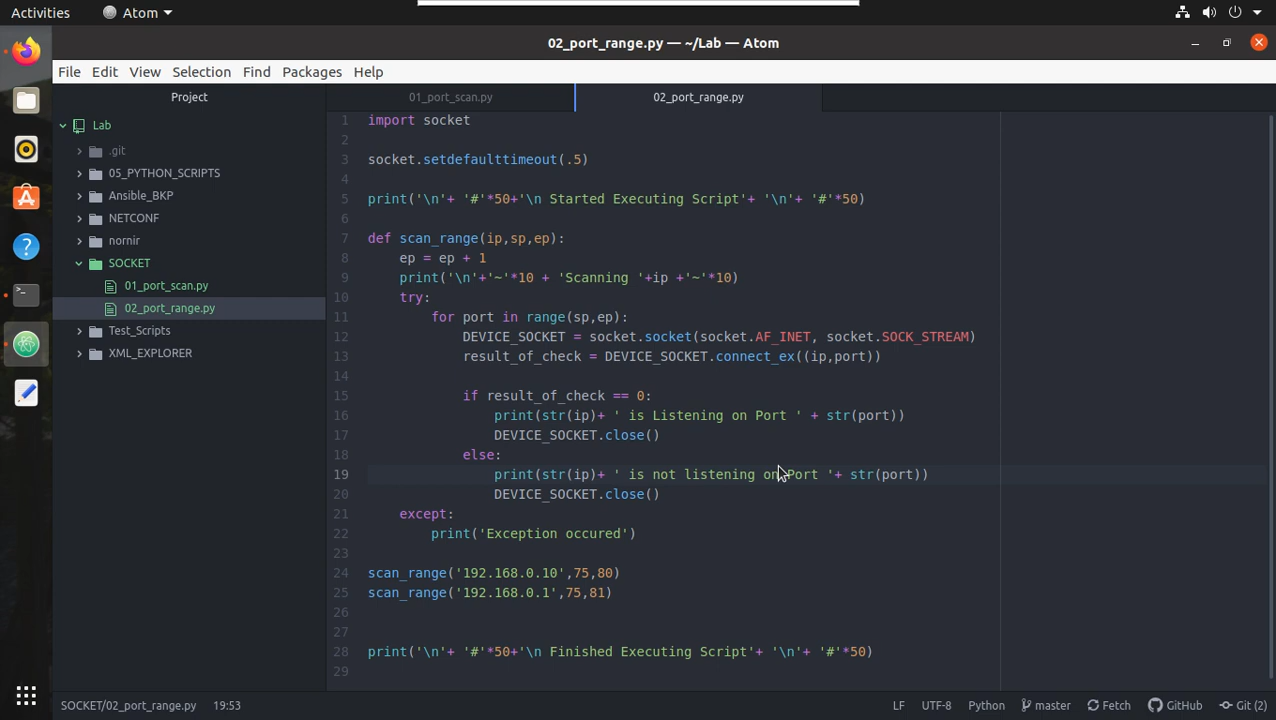 Activities
Atom
02_port_range.py — ~/Lab — Atom
File Edit View Selection Find Packages Help
Project
01_port_scan.py
02_port_range.py
Lab
.git
05_PYTHON_SCRIPTS
Ansible_BKP
NETCONF
nornir
SOCKET
01_port_scan.py
02_port_range.py
Test_Scripts
XML_EXPLORER
1 import socket
2
3 socket.setdefaulttimeout(.5)
4
5 print('\n'+ '#'*50+'\n Started Executing Script'+ '\n'+ '#'*50)
6
7 def scan_range(ip,sp,ep):
8 ep = ep + 1
9 print('\n'+'~'*10 + 'Scanning '+ip +'~'*10)
10 try:
11 for port in range(sp,ep):
12 DEVICE_SOCKET = socket.socket(socket.AF_INET, socket.SOCK_STREAM)
13 result_of_check = DEVICE_SOCKET.connect_ex((ip,port))
14
15 if result_of_check == 0:
16 print(str(ip)+ ' is Listening on Port ' + str(port))
17 DEVICE_SOCKET.close()
18 else:
19 print(str(ip)+ ' is not listening on Port '+ str(port))
20 DEVICE_SOCKET.close()
21 except:
22 print('Exception occured')
23
24 scan_range('192.168.0.10',75,80)
25 scan_range('192.168.0.1',75,81)
26
27
28 print('\n'+ '#'*50+'\n Finished Executing Script'+ '\n'+ '#'*50)
29
SOCKET/02_port_range.py 19:53
LF UTF-8 Python master Fetch GitHub Git (2)